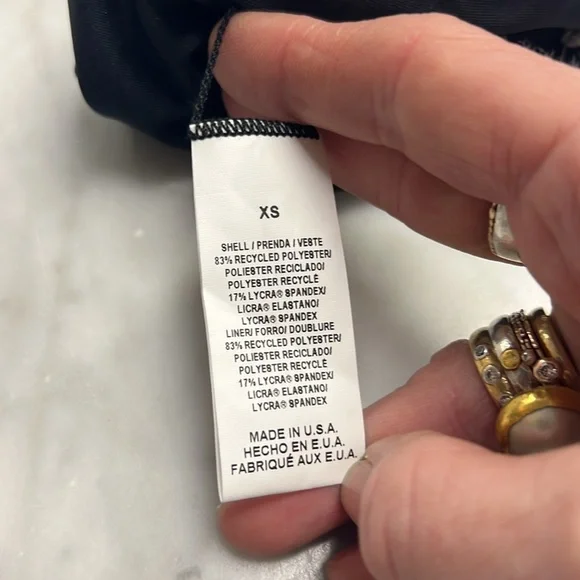 XS
SHELL / PRENDA / VESTE
83% RECYCLED POLYESTER/
POLIESTER RECICLADO/
POLYESTER RECYCLÉ
17% LYCRA® SPANDEX/
LICRA® ELASTANO/
LYCRA® SPANDEX
LINER/ FORRO/ DOUBLURE
83% RECYCLED POLYESTER/
POLIESTER RECICLADO/
POLYESTER RECYCLÉ
17% LYCRA® SPANDEX/
LICRA® ELASTANO/
LYCRA® SPANDEX
MADE IN U.S.A.
HECHO EN E.U.A.
FABRIQUÉ AUX E.U.A.